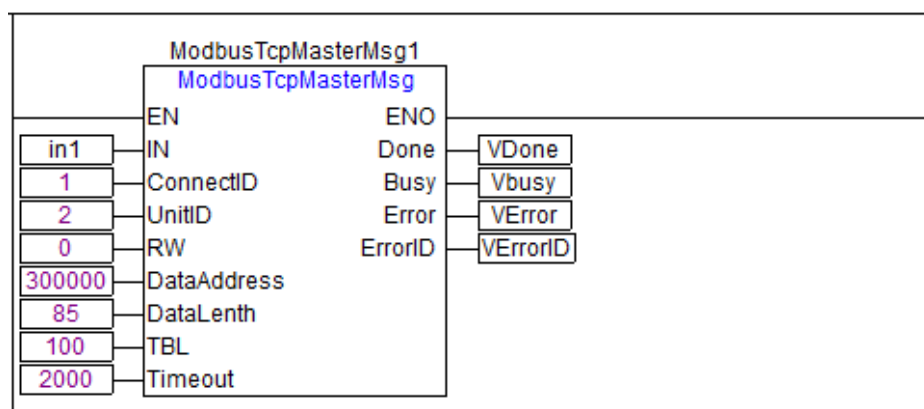 ModbusTcpMasterMsg1
ModbusTcpMasterMsg
EN ENO
in1 IN Done VDone
1 ConnectID Busy Vbusy
2 UnitID Error VError
0 RW ErrorID VErrorID
300000 DataAddress
85 DataLenth
100 TBL
2000 Timeout